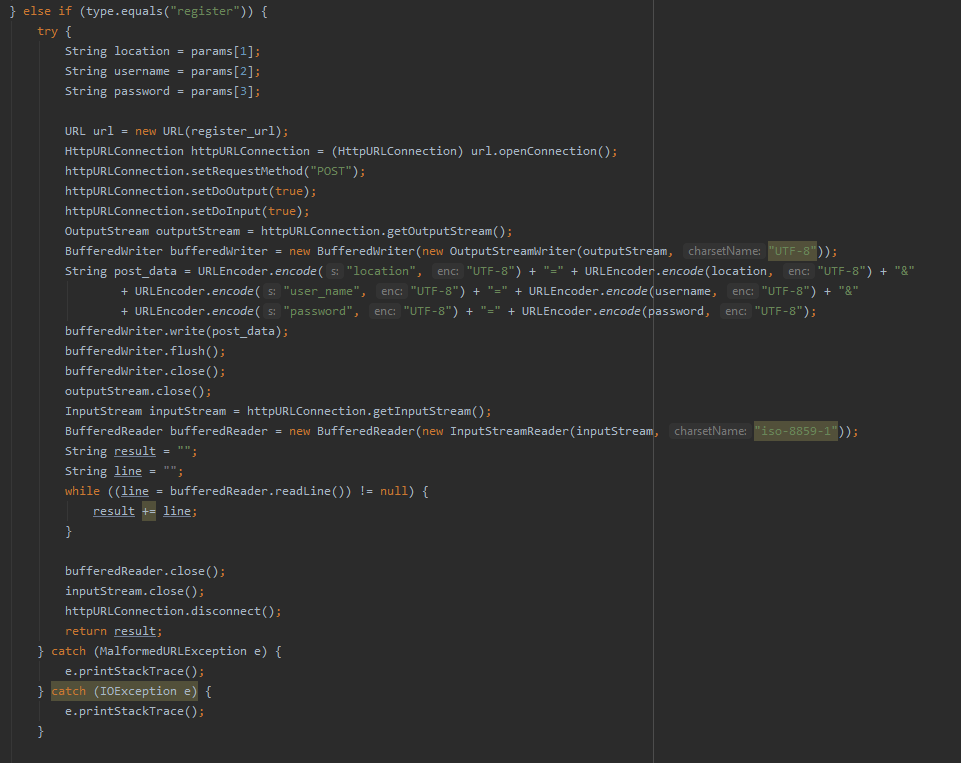 } else if (type.equals("register")) {
try {
String location = params[1];
String username = params[2];
String password = params[3];
URL url = new URL(register_url);
HttpURLConnection httpURLConnection = (HttpURLConnection) url.openConnection();
httpURLConnection.setRequestMethod("POST");
httpURLConnection.setDoOutput(true);
httpURLConnection.setDoInput(true);
OutputStream outputStream = httpURLConnection.getOutputStream();
BufferedWriter bufferedWriter = new BufferedWriter(new OutputStreamWriter(outputStream, charsetName: "UTF-8"));
String post_data = URLEncoder.encode( s: "location", enc: "UTF-8") + "=" + URLEncoder.encode(location, enc: "UTF-8") + "&"
+ URLEncoder.encode( s: "user_name", enc: "UTF-8") + "=" + URLEncoder.encode(username, enc: "UTF-8") + "&"
+ URLEncoder.encode( s: "password", enc: "UTF-8") + "=" + URLEncoder.encode(password, enc: "UTF-8");
bufferedWriter.write(post_data);
bufferedWriter.flush();
bufferedWriter.close();
outputStream.close();
InputStream inputStream = httpURLConnection.getInputStream();
BufferedReader bufferedReader = new BufferedReader(new InputStreamReader(inputStream, charsetName: "iso-8859-1"));
String result = "";
String line = "";
while ((line = bufferedReader.readLine()) != null) {
result += line;
}
bufferedReader.close();
inputStream.close();
httpURLConnection.disconnect();
return result;
} catch (MalformedURLException e) {
e.printStackTrace();
} catch (IOException e) {
e.printStackTrace();
}